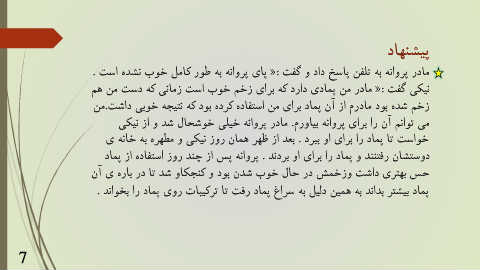 پیشنهاد
مادر پروانه به تلفن پاسخ داد و گفت :« پای پروانه به طور کامل خوب نشده است .
نیکی گفت :« مادر من پمادی دارد که برای زخم خوب است زمانی که دست من هم
زخم شده بود مادرم از آن پماد برای من استفاده کرده بود که نتیجه خوبی داشت.من
می توانم آن را برای پروانه بیاورم. مادر پروانه خیلی خوشحال شد و از نیکی
خواست تا پماد را برای او ببرد . بعد از ظهر همان روز نیکی و مطهره به خانه ی
دوستشان رفتند و پماد را برای او بردند . پروانه پس از چند روز استفاده از پماد
حس بهتری داشت وزخمش در حال خوب شدن بود و کنجکاو شد تا در باره ی آن
پماد بیشتر بداند به همین دلیل به سراغ پماد رفت تا ترکیبات روی پماد را بخواند .
7